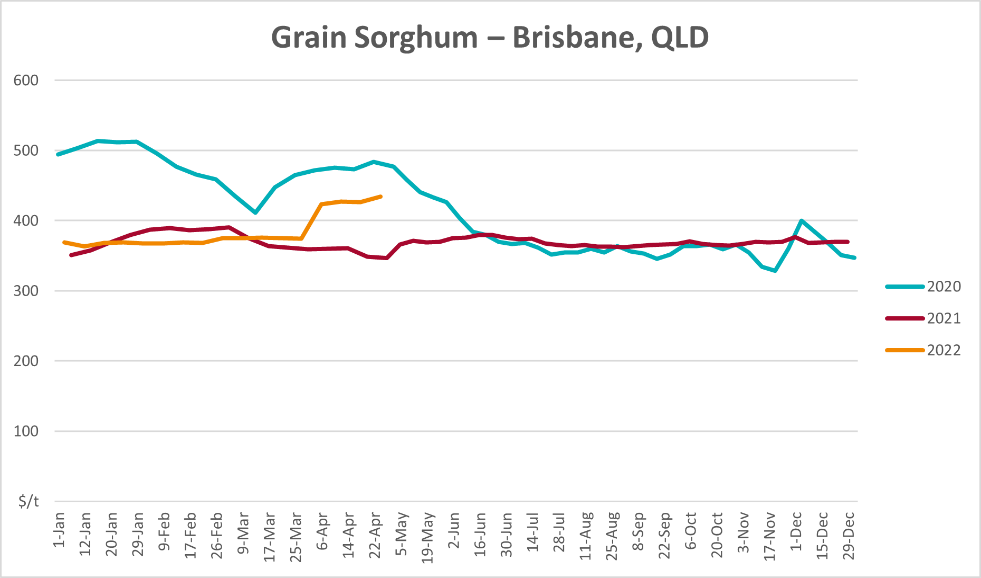 Grain Sorghum – Brisbane, QLD
600
500
400
300
200
100
$/t
1-Jan
12-Jan
20-Jan
29-Jan
9-Feb
17-Feb
26-Feb
9-Mar
17-Mar
25-Mar
6-Apr
14-Apr
22-Apr
5-May
19-May
2-Jun
16-Jun
30-Jun
14-Jul
28-Jul
11-Aug
25-Aug
8-Sep
22-Sep
6-Oct
20-Oct
3-Nov
17-Nov
1-Dec
15-Dec
29-Dec
2020
2021
2022